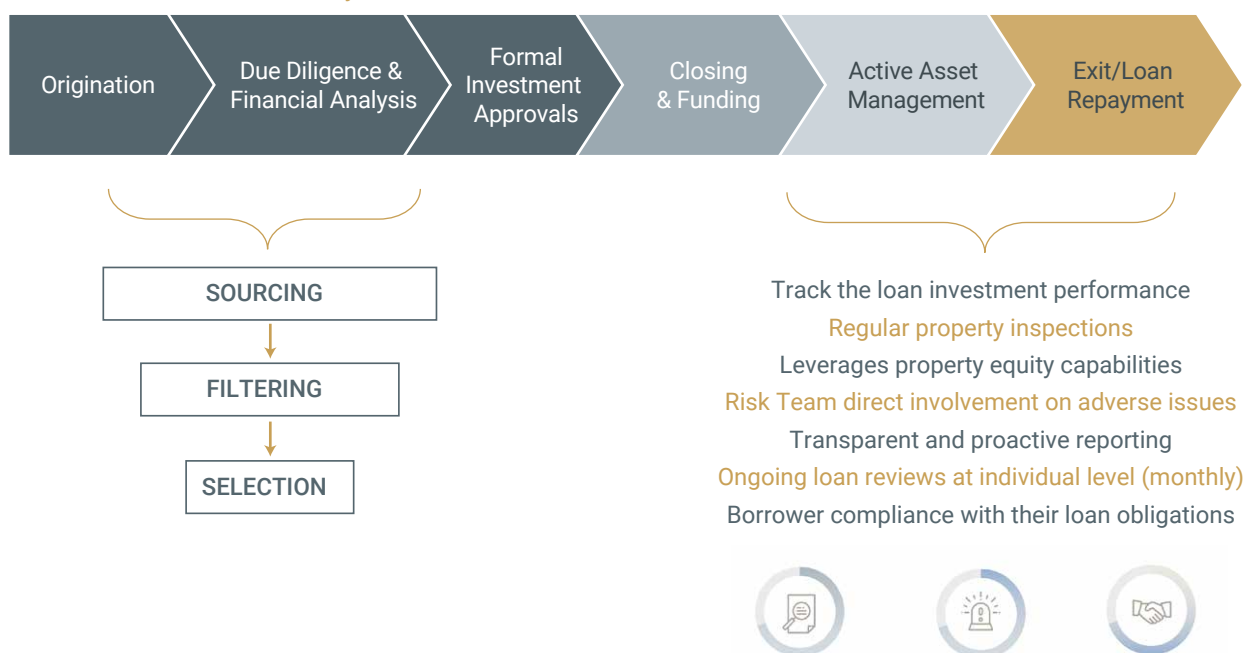 Origination
Due Diligence &
Financial Analysis
Formal
Investment
Approvals
Closing
& Funding
Active Asset
Management
Exit/Loan
Repayment
SOURCING
FILTERING
SELECTION
Track the loan investment performance
Regular property inspections
Leverages property equity capabilities
Risk Team direct involvement on adverse issues
Transparent and proactive reporting
Ongoing loan reviews at individual level (monthly)
Borrower compliance with their loan obligations